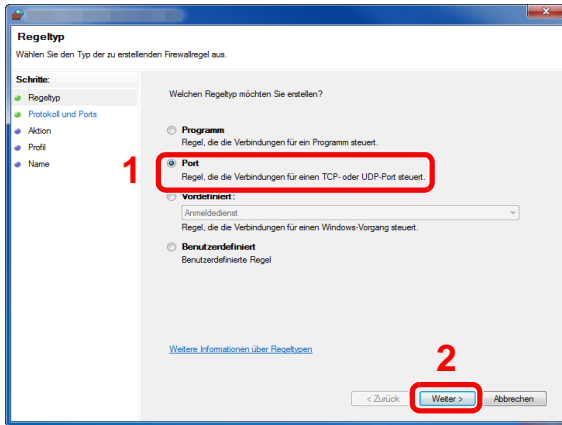 Regeltyp
Wählen Sie den Typ der zu erstellenden Firewallregel aus.
Schritte:
Regeltyp
Protokoll und Ports
Aktion
Profil
Name
Welchen Regeltyp möchten Sie erstellen?
Programm
Regel, die die Verbindungen für ein Programm steuert.
1
Port
Regel, die die Verbindungen für einen TCP- oder UDP-Port steuert.
Vordefiniert:
Anmeldedienst
Regel, die die Verbindungen für einen Windows-Vorgang steuert.
Benutzerdefiniert
Benutzerdefinierte Regel
Weitere Informationen über Regeltypen
2
< Zurück Weiter > Abbrechen